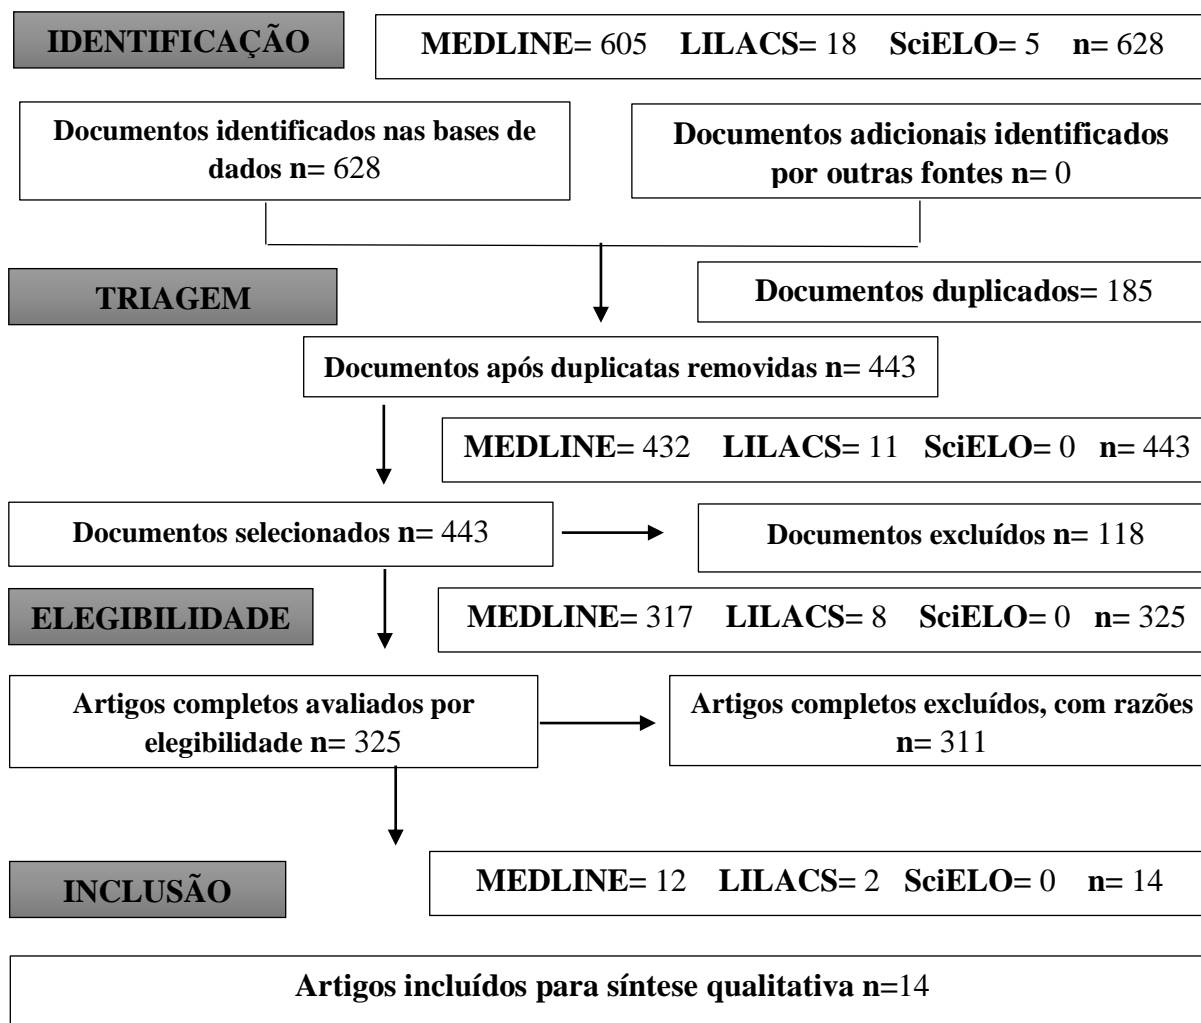 IDENTIFICAÇÃO
MEDLINE= 605 LILACS= 18 SciELO= 5 n= 628
Documentos identificados nas bases de
dados n= 628
Documentos adicionais identificados
por outras fontes n= 0
TRIAGEM
Documentos duplicados= 185
Documentos após duplicatas removidas n= 443
MEDLINE= 432 LILACS= 11 SciELO= 0 n= 443
Documentos selecionados n= 443
Documentos excluídos n= 118
ELEGIBILIDADE
MEDLINE= 317 LILACS= 8 SciELO= 0 n= 325
Artigos completos avaliados por
elegibilidade n= 325
Artigos completos excluídos, com razões
n= 311
INCLUSÃO
MEDLINE= 12 LILACS= 2 SciELO= 0 n= 14
Artigos incluídos para síntese qualitativa n=14